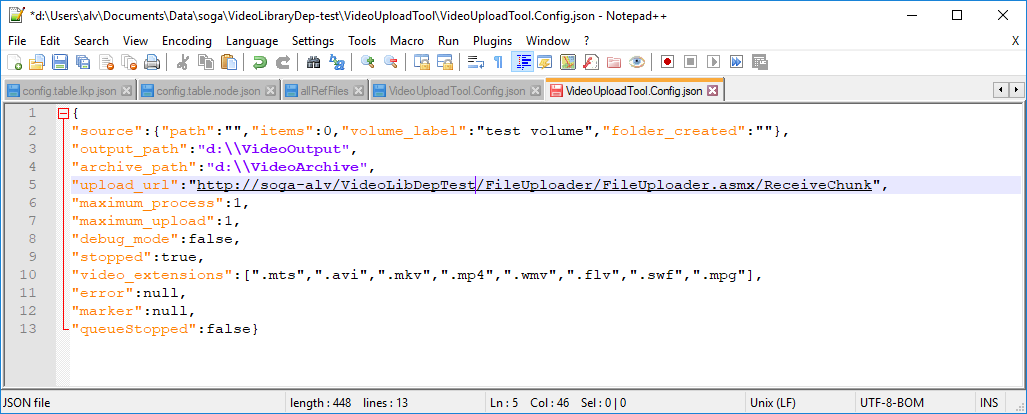 *d:\Users\alv\Documents\Data\soga\VideoLibraryDep-test\VideoUploadTool\VideoUploadTool.Config.json - Notepad++
File Edit Search View Encoding Language Settings Tools Macro Run Plugins Window ? X
config.table.lkp.json config.table.node.json allRefFiles VideoUploadTool.Config.json VideoUploadTool.Config.json
1 {
2 "source":{"path":"","items":0,"volume_label":"test volume","folder_created":""},
3 "output_path":"d:\\VideoOutput",
4 "archive_path":"d:\\VideoArchive",
5 "upload_url":"http://soga-alv/VideoLibDepTest/FileUploader/FileUploader.asmx/ReceiveChunk",
6 "maximum_process":1,
7 "maximum_upload":1,
8 "debug_mode":false,
9 "stopped":true,
10 "video_extensions":[".mts",".avi",".mkv",".mp4",".wmv",".flv",".swf",".mpg"],
11 "error":null,
12 "marker":null,
13 "queueStopped":false}
JSON file length : 448 lines : 13 Ln : 5 Col : 46 Sel : 0 | 0 Unix (LF) UTF-8-BOM INS